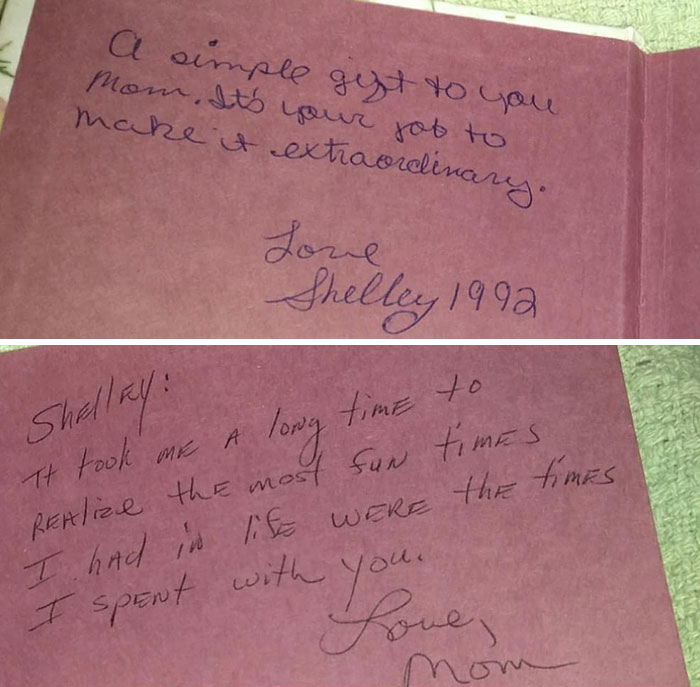 A simple gift to you
Mom. It's your job to
make it extraordinary.
Love
Shelley 1992
Shelley:
It took me a long time to
Realize the most fun times
I had in life were the times
I spent with you.
Love,
Mom